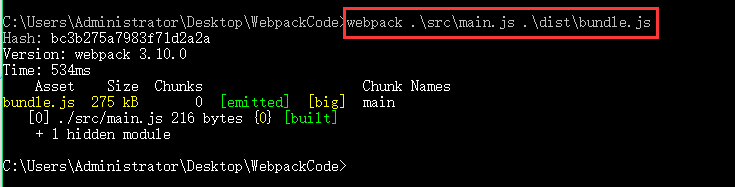 C:\Users\Administrator\Desktop\WebpackCode>webpack .\src\main.js .\dist\bundle.js
Hash: bc3b275a7983f71d2a2a
Version: webpack 3.10.0
Time: 534ms
Asset Size Chunks Chunk Names
bundle.js 275 kB 0 [emitted] [big] main
[0] ./src/main.js 216 bytes {0} [built]
+ 1 hidden module
C:\Users\Administrator\Desktop\WebpackCode>